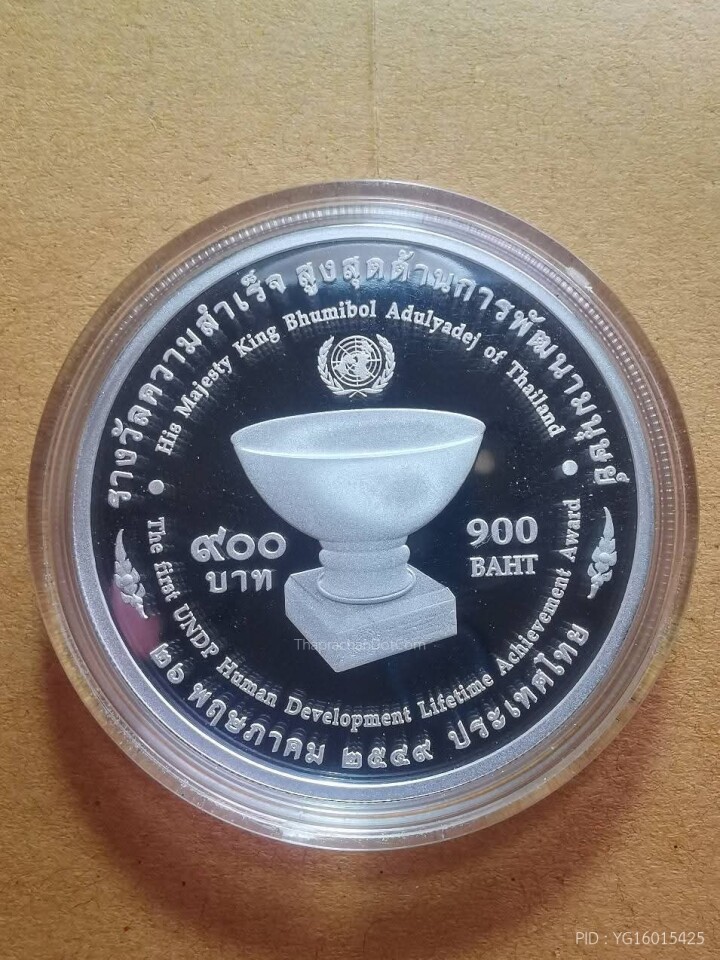 รางวัลความสำเร็จ สูงสุดด้านการพัฒนามนุษย์
His Majesty King Bhumibol Adulyadej of Thailand
๙๐๐
บาท
900
BAHT
The first UNDP Human Development Lifetime Achievement Award
๒๖ พฤษภาคม ๒๕๔๙ ประเทศไทย
ThaprachanDotCom
PID : YG16015425